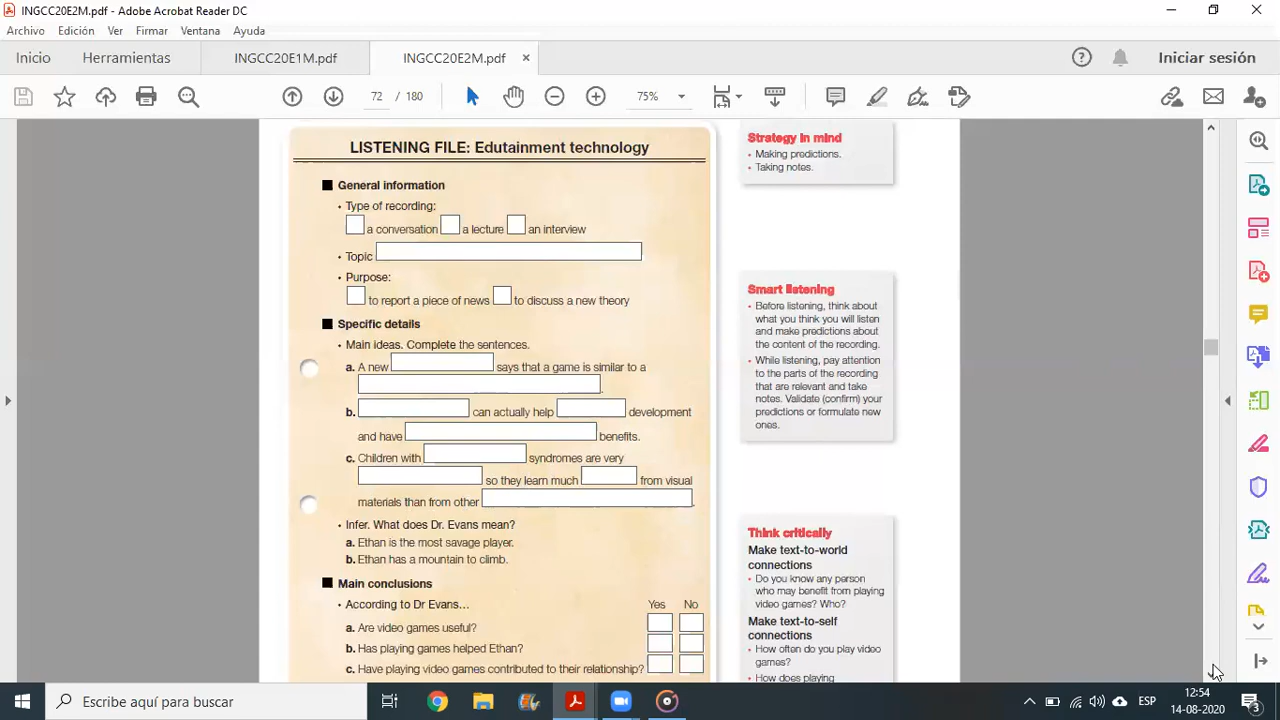 INGCC20E2M.pdf - Adobe Acrobat Reader DC
Archivo Edición Ver Firmar Ventana Ayuda
Inicio Herramientas INGCC20E1M.pdf INGCC20E2M.pdf × Iniciar sesión
72 / 180 75%
LISTENING FILE: Edutainment technology
General information
• Type of recording:
a conversation a lecture an interview
• Topic
• Purpose:
to report a piece of news to discuss a new theory
Specific details
• Main ideas. Complete the sentences.
a. A new says that a game is similar to a
.
b. can actually help development
and have benefits.
c. Children with syndromes are very
so they learn much from visual
materials than from other .
• Infer. What does Dr. Evans mean?
a. Ethan is the most savage player.
b. Ethan has a mountain to climb.
Main conclusions
• According to Dr Evans... Yes No
a. Are video games useful?
b. Has playing games helped Ethan?
c. Have playing video games contributed to their relationship?
Strategy in mind
• Making predictions.
• Taking notes.
Smart listening
• Before listening, think about
what you think you will listen
and make predictions about
the content of the recording.
• While listening, pay attention
to the parts of the recording
that are relevant and take
notes. Validate (confirm) your
predictions or formulate new
ones.
Think critically
Make text-to-world
connections
• Do you know any person
who may benefit from playing
video games? Who?
Make text-to-self
connections
• How often do you play video
games?
• How does playing
Escribe aquí para buscar
ESP
12:54
14-08-2020
3